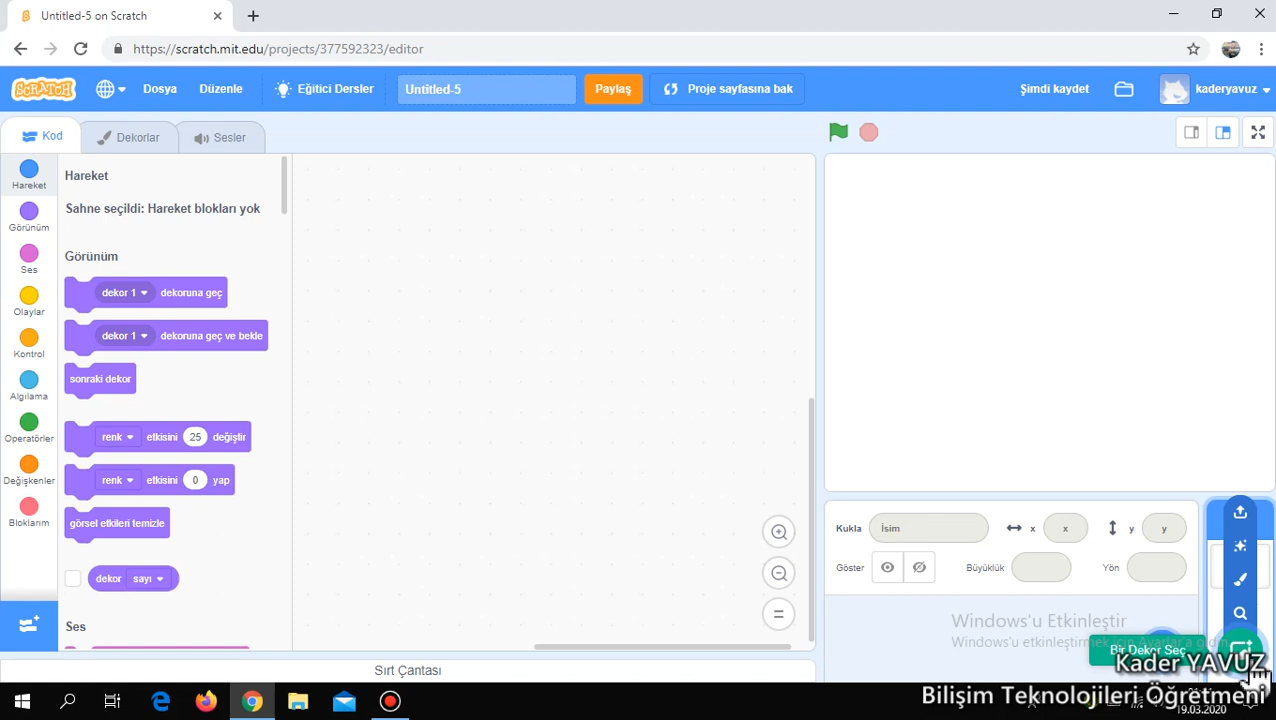 Untitled-5 on Scratch
https://scratch.mit.edu/projects/377592323/editor
SCRATCH
Dosya
Düzenle
Eğitici Dersler
Untitled-5
Paylaş
Proje sayfasına bak
Şimdi kaydet
kaderyavuz
Kod
Dekorlar
Sesler
Hareket
Görünüm
Ses
Olaylar
Kontrol
Algılama
Operatörler
Değişkenler
Bloklarım
Hareket
Sahne seçildi: Hareket blokları yok
Görünüm
dekor 1 dekoruna geç
dekor 1 dekoruna geç ve bekle
sonraki dekor
renk etkisini 25 değiştir
renk etkisini 0 yap
görsel etkileri temizle
dekor sayı
Ses
Sırt Çantası
Kukla İsim x x y y
Göster Büyüklük Yön
Windows'u Etkinleştir
Windows'u etkinleştirmek için Ayarlar'a
Bir Dekor Seç
Kader YAVUZ
Bilişim Teknolojileri Öğretmeni
19.03.2020